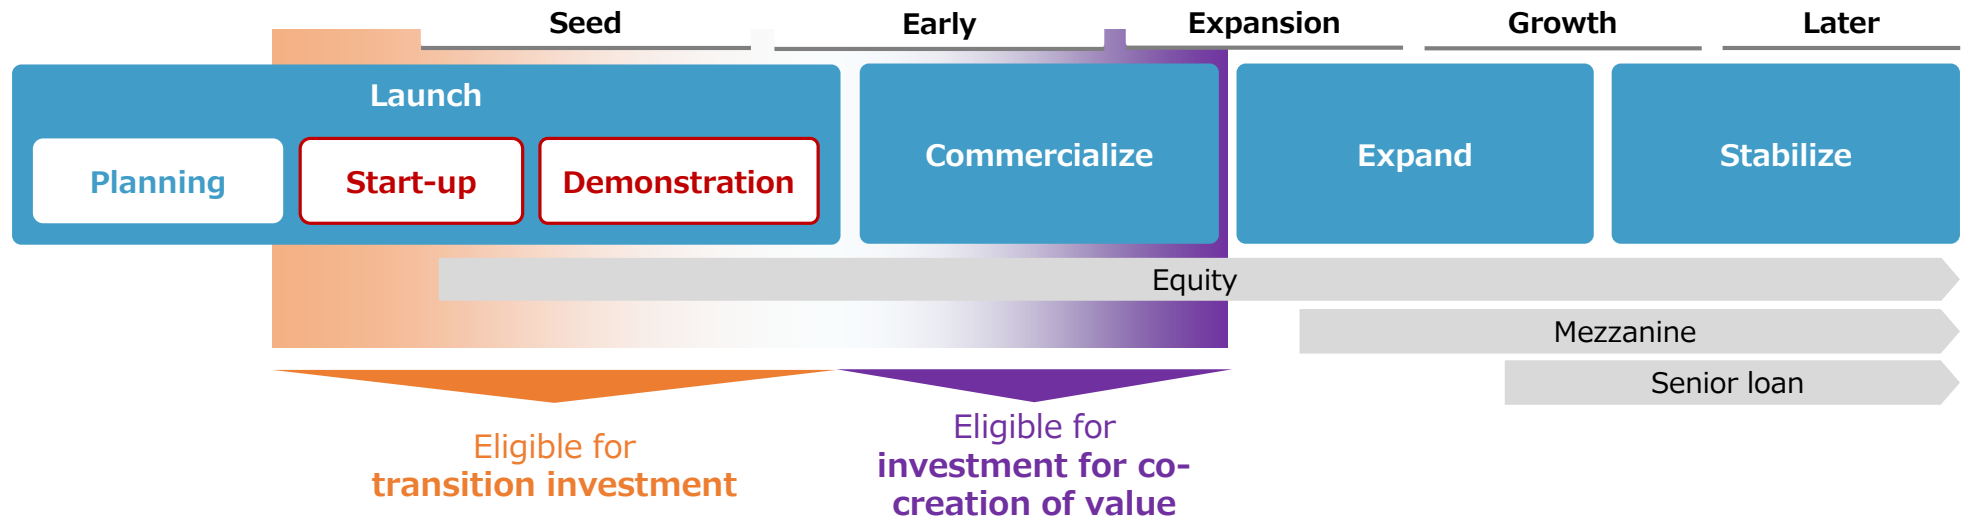 Seed
Early
Expansion
Growth
Later
Launch
Planning
Start-up
Demonstration
Commercialize
Expand
Stabilize
Equity
Mezzanine
Senior loan
Eligible for
transition investment
Eligible for
investment for co-
creation of value